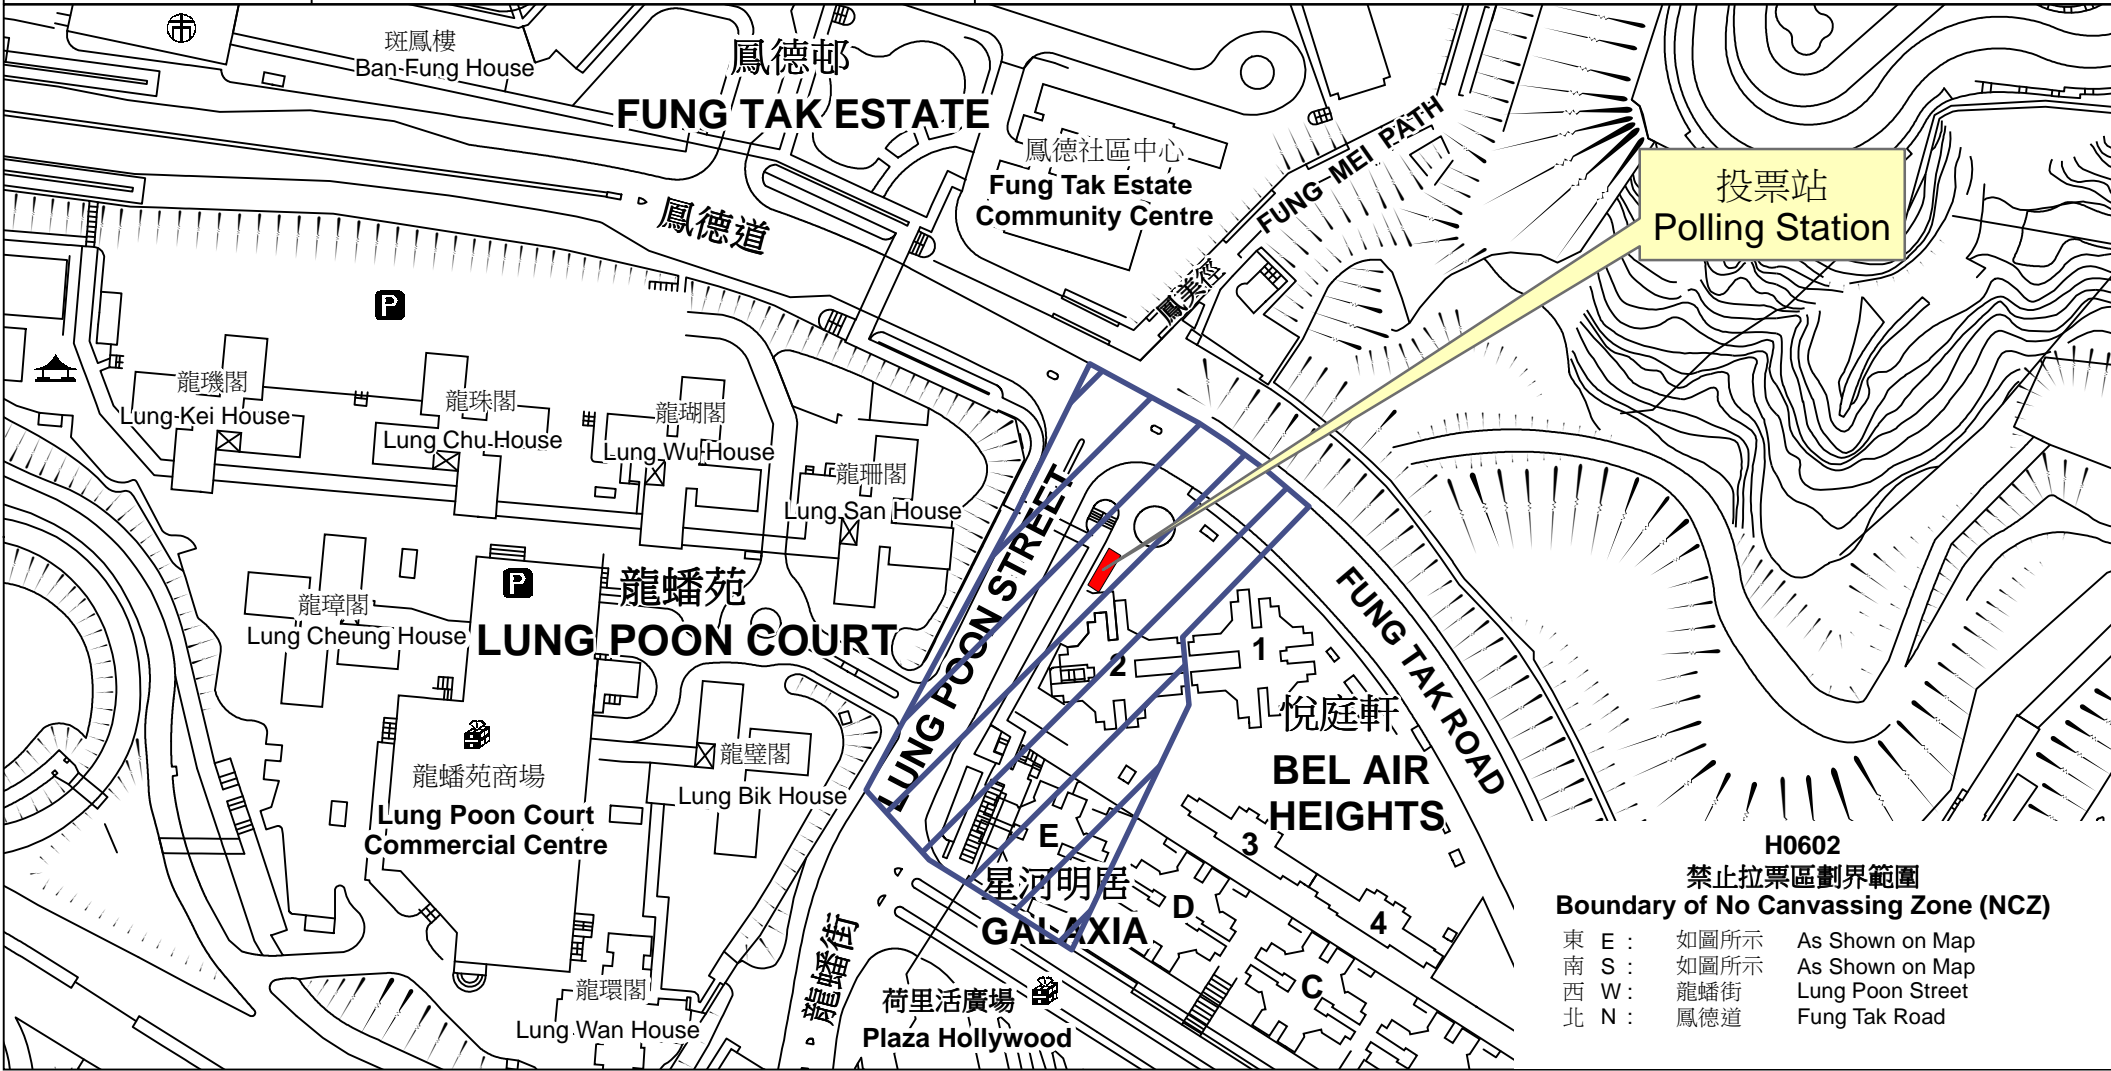 斑鳳樓
Ban Fung House
鳳德邨
FUNG TAK ESTATE
鳳德社區中心
Fung Tak Estate
Community Centre
FUNG MEI PATH
鳳美徑
投票站
Polling Station
鳳德道
P
龍璣閣
Lung Kei House
龍珠閣
Lung Chu House
龍瑚閣
Lung Wu House
龍珊閣
Lung San House
LUNG POON STREET
P
龍蟠苑
LUNG POON COURT
龍璋閣
Lung Cheung House
2
1
FUNG TAK ROAD
悅庭軒
BEL AIR
HEIGHTS
龍蟠苑商場
Lung Poon Court
Commercial Centre
龍璧閣
Lung Bik House
E
3
星河明居
GALAXIA
D
4
C
龍蟠街
龍環閣
Lung Wan House
荷里活廣場
Plaza Hollywood
H0602
禁止拉票區劃界範圍
Boundary of No Canvassing Zone (NCZ)
東 E : 如圖所示 As Shown on Map
南 S : 如圖所示 As Shown on Map
西 W : 龍蟠街 Lung Poon Street
北 N : 鳳德道 Fung Tak Road